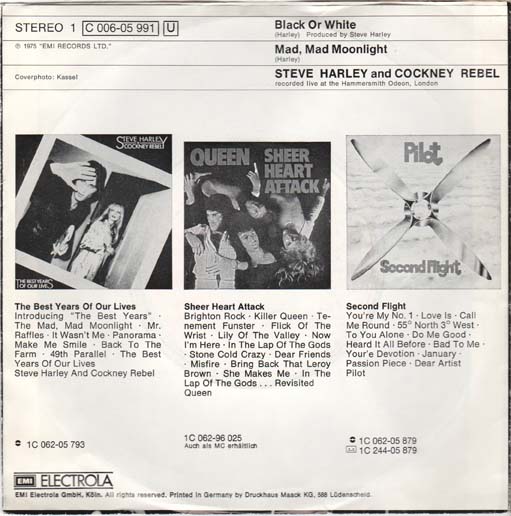 STEREO 1 C 006-05 991 U
℗ 1975 "EMI RECORDS LTD."
Coverphoto: Kassel
Black Or White
(Harley) Produced by Steve Harley
Mad, Mad Moonlight
(Harley)
STEVE HARLEY and COCKNEY REBEL
recorded live at the Hammersmith Odeon, London
STEVE HARLEY
COCKNEY REBEL
THE BEST YEARS
OF OUR LIVES
QUEEN SHEER
HEART
ATTACK
Pilot
Second Flight
The Best Years Of Our Lives
Introducing "The Best Years" ·
The Mad, Mad Moonlight · Mr.
Raffles · It Wasn't Me · Panorama ·
Make Me Smile · Back To The
Farm · 49th Parallel · The Best
Years Of Our Lives
Steve Harley And Cockney Rebel
1C 062-05 793
Sheer Heart Attack
Brighton Rock · Killer Queen · Te-
nement Funster · Flick Of The
Wrist · Lily Of The Valley · Now
I'm Here · In The Lap Of The Gods
· Stone Cold Crazy · Dear Friends
· Misfire · Bring Back That Leroy
Brown · She Makes Me · In The
Lap Of The Gods . . . Revisited
Queen
1C 062-96 025
Auch als MC erhältlich
Second Flight
You're My No. 1 · Love Is · Call
Me Round · 55° North 3° West ·
To You Alone · Do Me Good ·
Heard It All Before · Bad To Me ·
Your'e Devotion · January ·
Passion Piece · Dear Artist
Pilot
1C 062-05 879
1C 244-05 879
EMI ELECTROLA
EMI Electrola GmbH, Köln. All rights reserved. Printed in Germany by Druckhaus Maack KG, 588 Lüdenscheid.